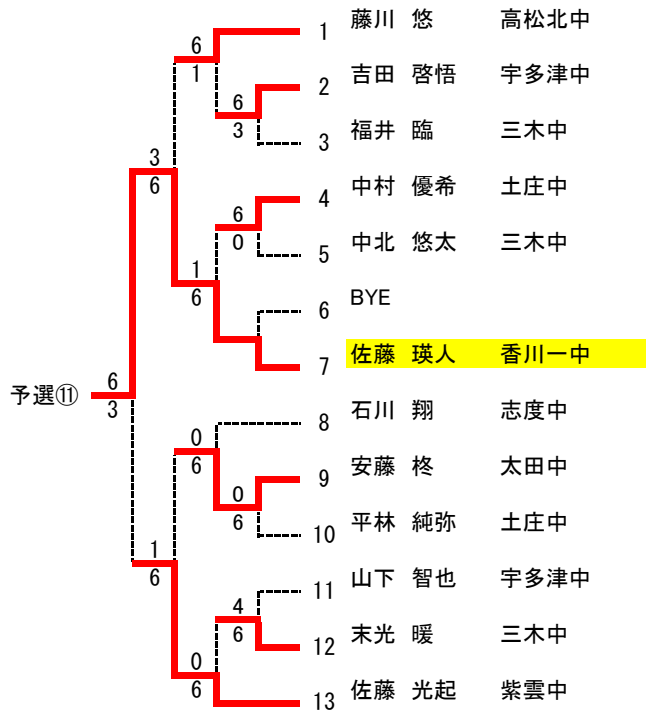 1 藤川 悠 高松北中
6
1
2 吉田 啓悟 宇多津中
6
3
3 福井 臨 三木中
3
6
4 中村 優希 土庄中
6
0
5 中北 悠太 三木中
1
6
6 BYE
7 佐藤 瑛人 香川一中
予選⑪
6
3
8 石川 翔 志度中
0
6
9 安藤 柊 太田中
0
6
10 平林 純弥 土庄中
1
6
11 山下 智也 宇多津中
4
6
12 末光 暖 三木中
0
6
13 佐藤 光起 紫雲中